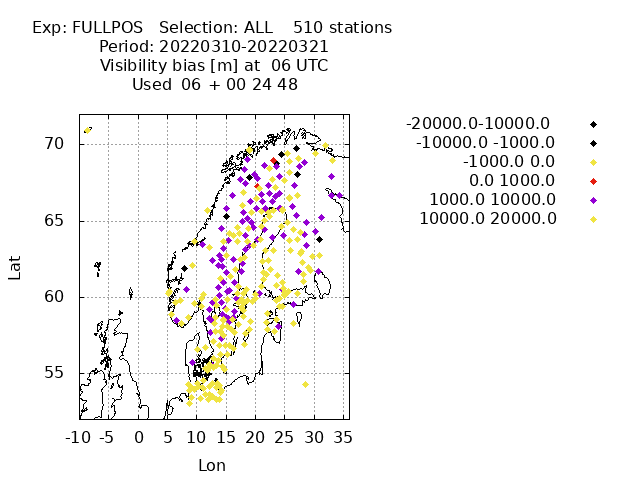 Exp: FULLPOS   Selection: ALL    510 stations
Period: 20220310-20220321
Visibility bias [m] at  06 UTC
Used  06 + 00 24 48
-20000.0-10000.0
-10000.0 -1000.0
-1000.0 0.0
0.0 1000.0
1000.0 10000.0
10000.0 20000.0
70
65
60
55
Lat
-10 -5 0 5 10 15 20 25 30 35
Lon